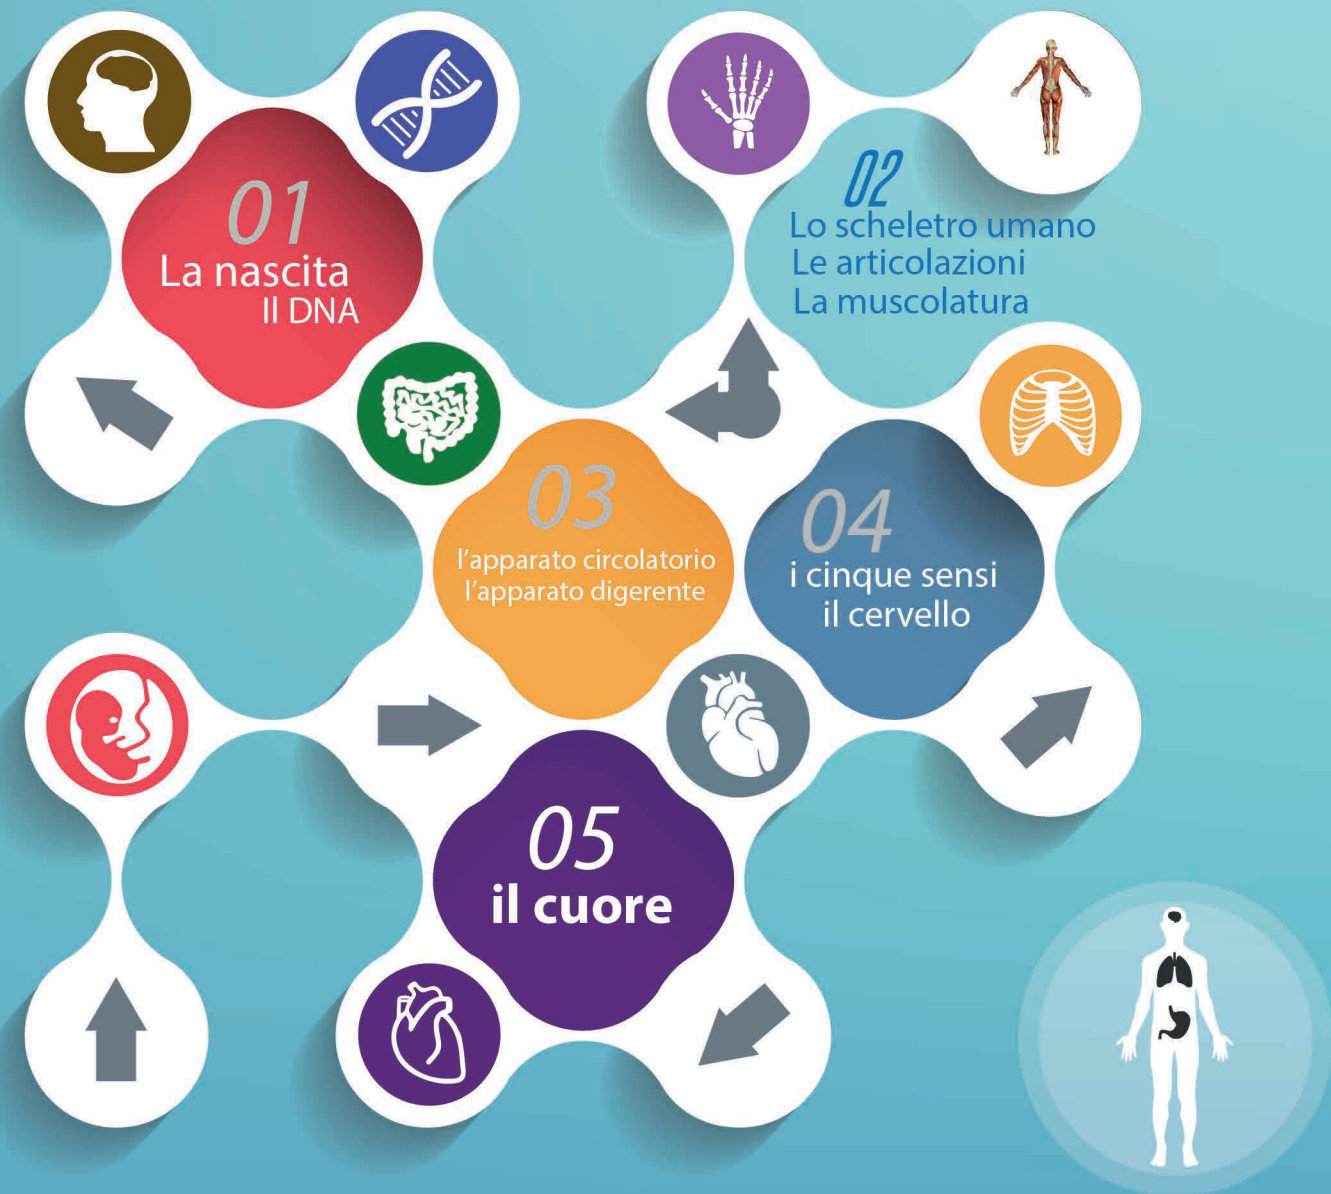 01
La nascita
Il DNA
02
Lo scheletro umano
Le articolazioni
La muscolatura
03
l'apparato circolatorio
l'apparato digerente
04
i cinque sensi
il cervello
05
il cuore